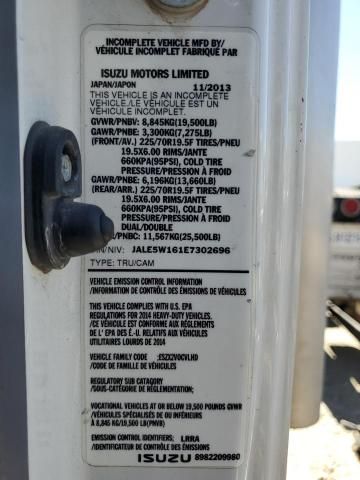 INCOMPLETE VEHICLE MFD BY/
VÉHICULE INCOMPLET FABRIQUÉ PAR
ISUZU MOTORS LIMITED
JAPAN/JAPON 11/2013
THIS VEHICLE IS AN INCOMPLETE
VEHICLE./LE VÉHICULE EST UN
VÉHICULE INCOMPLET.
GVWR/PNBV: 8,845KG(19,500LB)
GAWR/PNBE: 3,300KG(7,275LB)
(FRONT/AV.) 225/70R19.5F TIRES/PNEU
19.5X6.00 RIMS/JANTE
660KPA(95PSI), COLD TIRE
PRESSURE/PRESSION À FROID
GAWR/PNBE: 6,196KG(13,660LB)
(REAR/ARR.) 225/70R19.5F TIRES/PNEU
19.5X6.00 RIMS/JANTE
660KPA(95PSI), COLD TIRE
PRESSURE/PRESSION À FROID
DUAL/DOUBLE
/PNBC: 11,567KG(25,500LB)
/NIV: JALE5W161E7302696
TYPE: TRU/CAM
VEHICLE EMISSION CONTROL INFORMATION
/INFORMATION DE CONTRÔLE DES ÉMISSIONS DE VÉHICULES
THIS VEHICLE COMPLIES WITH U.S. EPA
REGULATIONS FOR 2014 HEAVY-DUTY VEHICLES.
/CE VÉHICULE EST CONFORME AUX RÈGLEMENTS
DE L' EPA DES É.-U. RELATIFS AUX VÉHICULES
UTILITAIRES LOURDS DE 2014
VEHICLE FAMILY CODE : ESZX2VOCVLHD
/CODE DE FAMILLE DE VÉHICULES
REGULATORY SUB CATAGORY
/SOUS-CATÉGORIE DE RÈGLEMENT:
VOCATIONAL VEHICLES AT OR BELOW 19,500 POUNDS GVWR
/VÉHICULES SPÉCIALISÉS DE OU INFÉRIEURS
À 8,845 KG/19,500 LB(PNVB)
EMISSION CONTROL IDENTIFIERS: LRRA
/IDENTIFICATEUR DE CONTRÔLE DES ÉMISSIONS
ISUZU 8982209980